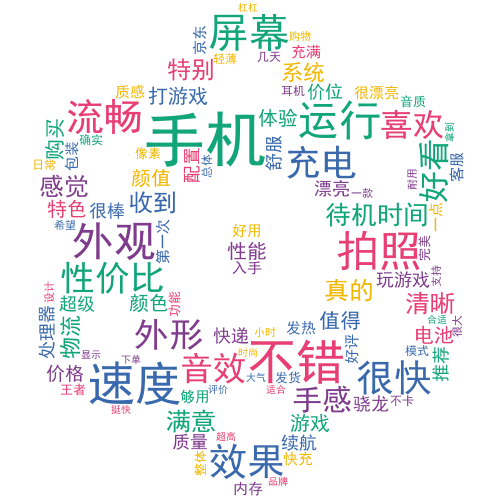 杠杠
屏幕
京东
购物
轻薄
几天
充满
特别
系统
质感
打游戏
耳机
价位
很漂亮
音质
流畅
手机
体验
运行
喜欢
拿到
购买
确实
包装
日常
像素
配置
总体
舒服
充电
好看
客服
感觉
颜值
漂亮
一款
耐用
特色
很棒
收到
待机时间
一点
希望
外观
第一次
好用
性能
入手
拍照
完美
性价比
真的
玩游戏
支持
设计
超级
颜色
功能
清晰
合适
处理器
物流
外形
快递
小时
发热
值得
电池
很大
显示
下单
音效
时尚
不错
好评
模式
推荐
价格
王者
速度
大气
发货
很快
够用
评价
适合
手感
骁龙
不卡
挺快
满意
游戏
质量
超高
续航
整体
效果
快充
内存
品牌